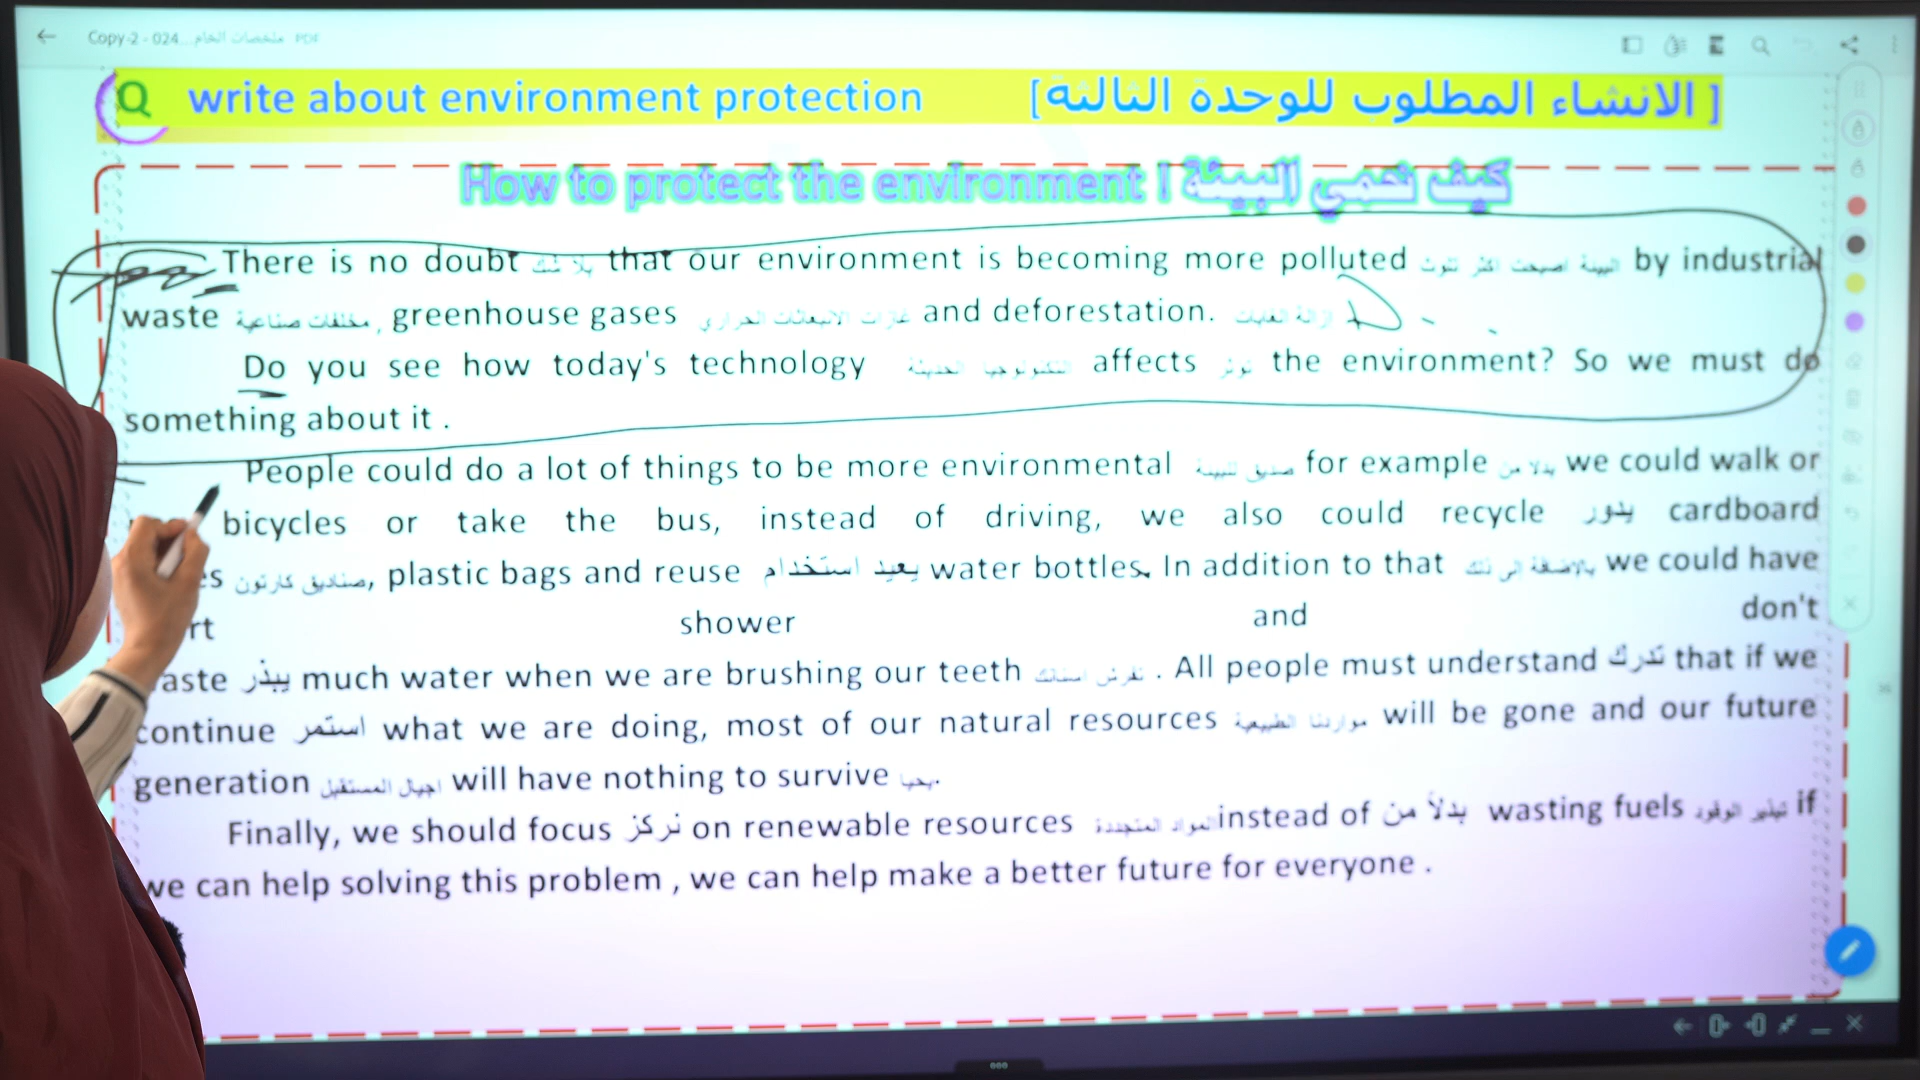 Copy-2 - 024...ملخصات الخام PDF
Q write about environment protection [الانشاء المطلوب للوحدة الثالثة]
How to protect the environment | كيف نحمي البيئة
There is no doubt بلا شك that our environment is becoming more polluted البيئة اصبحت اكثر تلوث by industrial
waste مخلفات صناعية, greenhouse gases غازات الانبعاثات الحراري and deforestation. ازالة الغابات
Do you see how today's technology التكنولوجيا الحديثة affects تؤثر the environment? So we must do
something about it .
People could do a lot of things to be more environmental صديق للبيئة for example بدلا من we could walk or
bicycles or take the bus, instead of driving, we also could recycle يدور cardboard
es صناديق كارتون, plastic bags and reuse يعيد استخدام water bottles. In addition to that بالاضافة الى ذلك we could have
rt shower and don't
aste يبذر much water when we are brushing our teeth نفرش اسنانك . All people must understand تدرك that if we
continue استمر what we are doing, most of our natural resources مواردنا الطبيعية will be gone and our future
generation اجيال المستقبل will have nothing to survive يحيا.
Finally, we should focus نركز on renewable resources المواد المتجددة instead of بدلاً من wasting fuels تبذير الوقود if
we can help solving this problem , we can help make a better future for everyone .